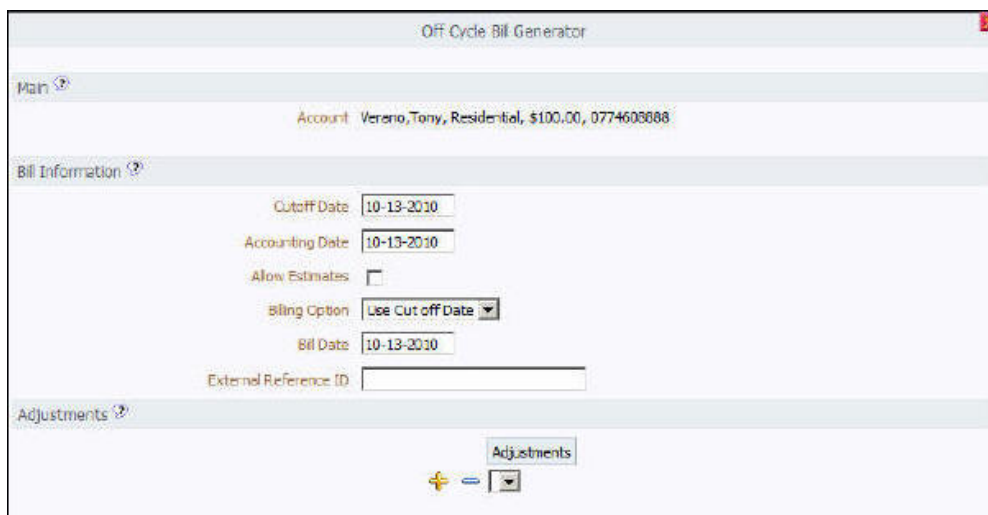 Off Cycle Bill Generator
Main
Account Verano,Tony, Residential, $100.00, 0774608888
Bill Information
Cutoff Date 10-13-2010
Accounting Date 10-13-2010
Allow Estimates
Billing Option Use Cut off Date
Bill Date 10-13-2010
External Reference ID
Adjustments
Adjustments